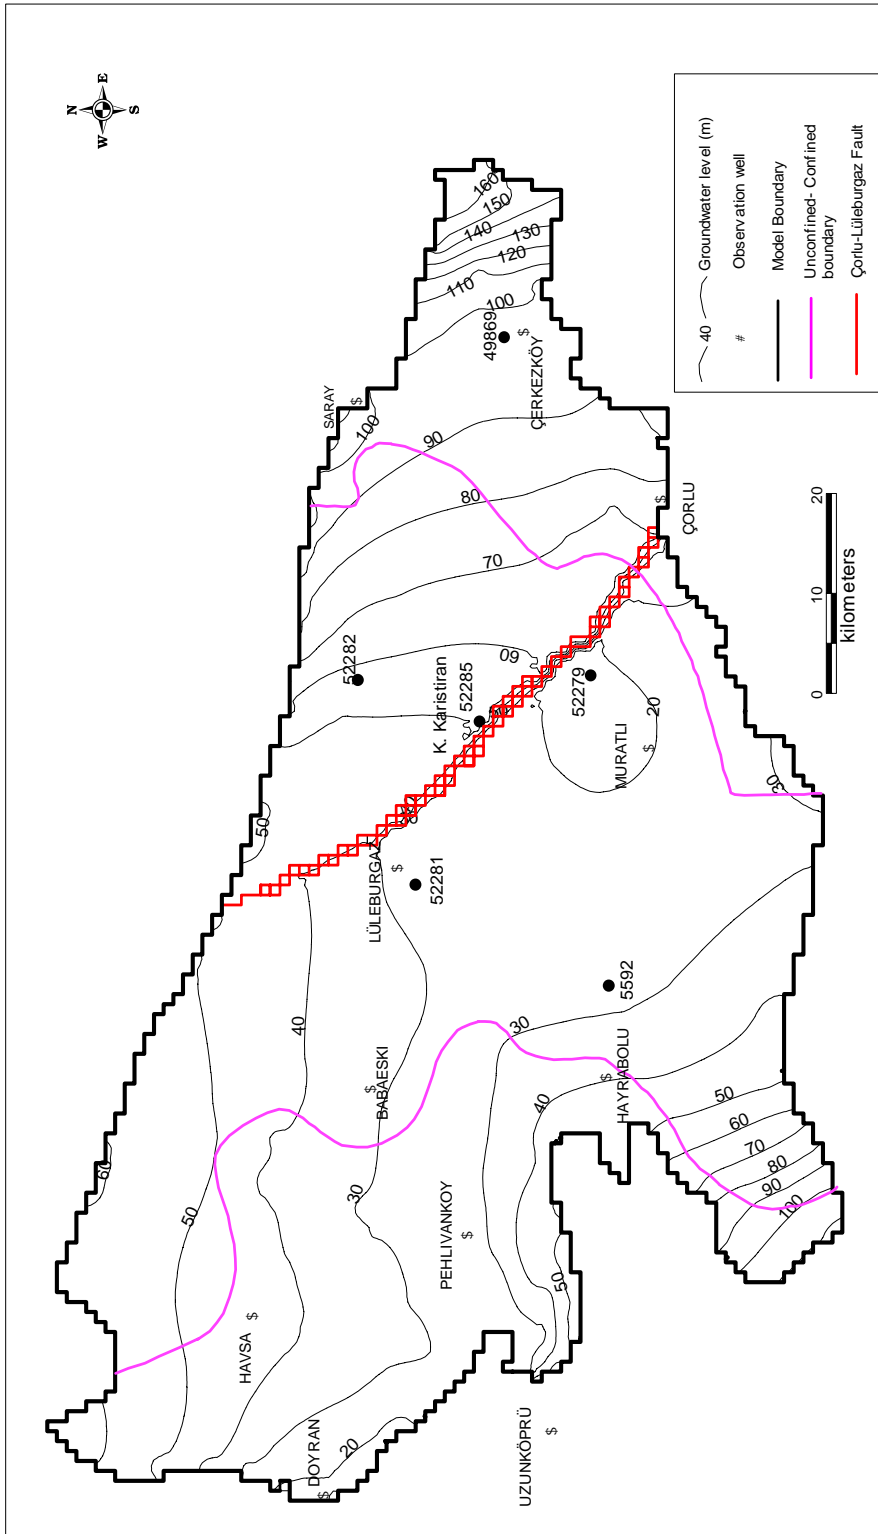 N
W
E
S
160
150
140
130
120
110
100
49869
$
ÇERKEZKÖY
SARAY
$
100
90
80
70
60
ÇORLU
$
52282
K. Karistiran
52285
52279
MURATLI
$
20
30
50
LÜLEBURGAZ
$
52281
5592
40
30
BABAESKI
$
HAYRABOLU
$
40
50
60
70
80
90
100
60
50
30
PEHLIVANKOY
$
50
HAVSA
$
DOYRAN
$
20
UZUNKÖPRÜ
$
40 Groundwater level (m)
# Observation well
Model Boundary
Unconfined- Confined
boundary
Çorlu-Lüleburgaz Fault
0 10 20
kilometers